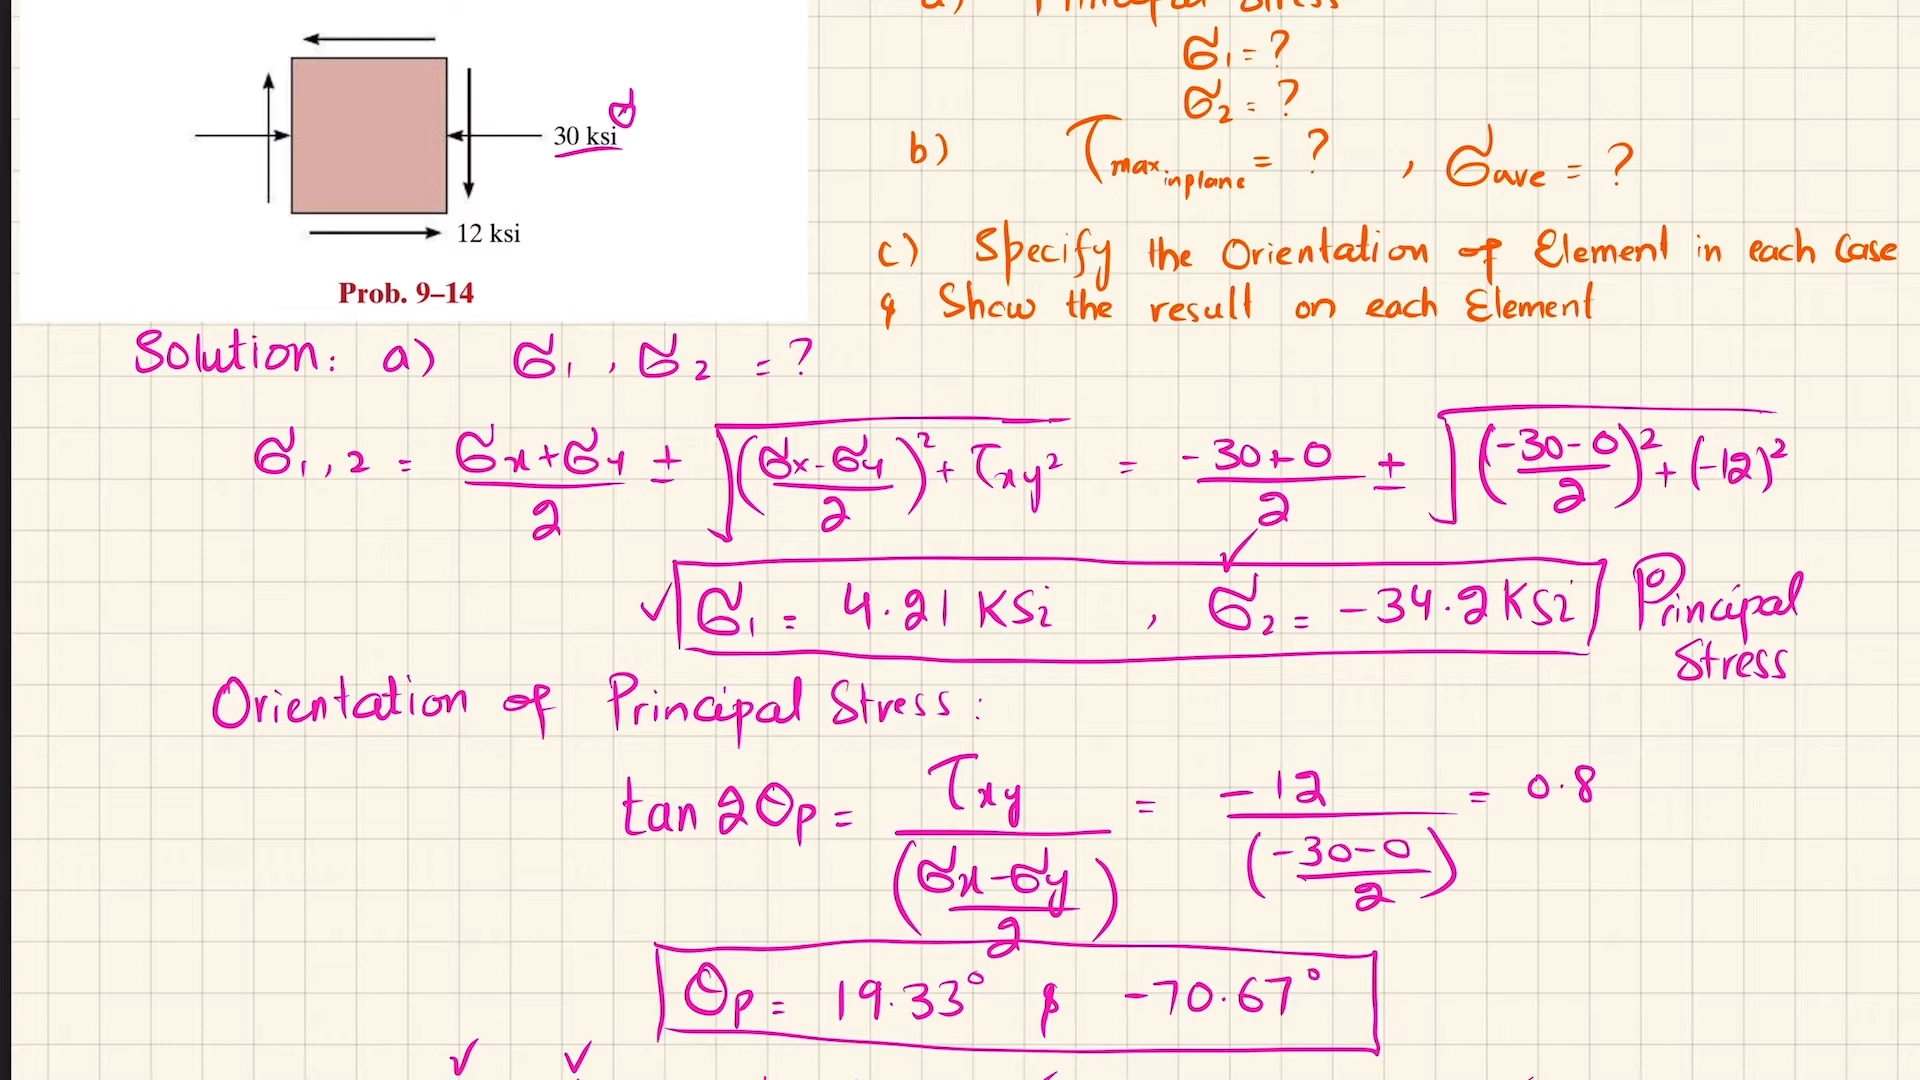 a) Principal Stress
σ1 = ?
σ2 = ?
30 ksi
b) τmax inplane = ? , σave = ?
12 ksi
c) Specify the Orientation of Element in each Case
& Show the result on each Element
Prob. 9–14
Solution: a) σ1 , σ2 = ?
σ1,2 = (σx+σy)/2 ± √((σx-σy)/2)² + τxy² = (-30+0)/2 ± √((-30-0)/2)² + (-12)²
σ1 = 4.21 KSi , σ2 = -34.2 KSi Principal
Stress
Orientation of Principal Stress:
tan 2θp = τxy/((σx-σy)/2) = -12/((-30-0)/2) = 0.8
θp = 19.33° & -70.67°